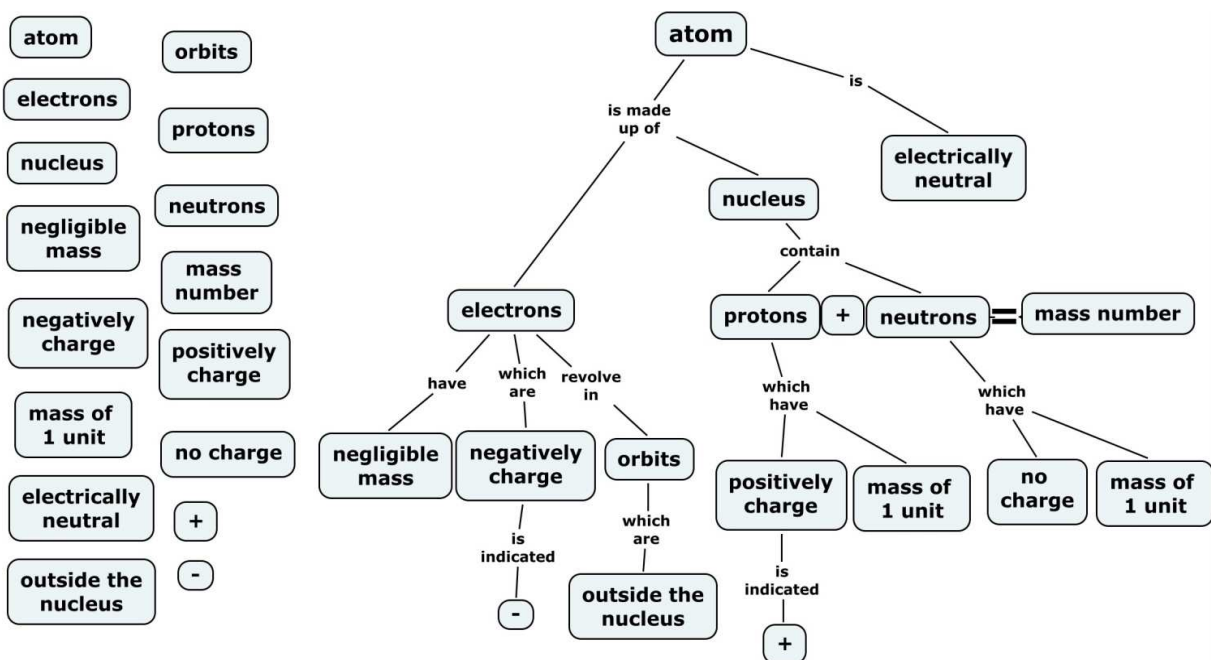 atom
electrons
nucleus
negligible
mass
negatively
charge
mass of
1 unit
electrically
neutral
outside the
nucleus
orbits
protons
neutrons
mass
number
positively
charge
no charge
+
-
atom
is
is made
up of
electrically
neutral
nucleus
contain
electrons
protons
+
neutrons
=
mass number
have
which
are
revolve
in
which
have
which
have
negligible
mass
negatively
charge
orbits
positively
charge
mass of
1 unit
no
charge
mass of
1 unit
is
indicated
which
are
is
indicated
-
outside the
nucleus
+